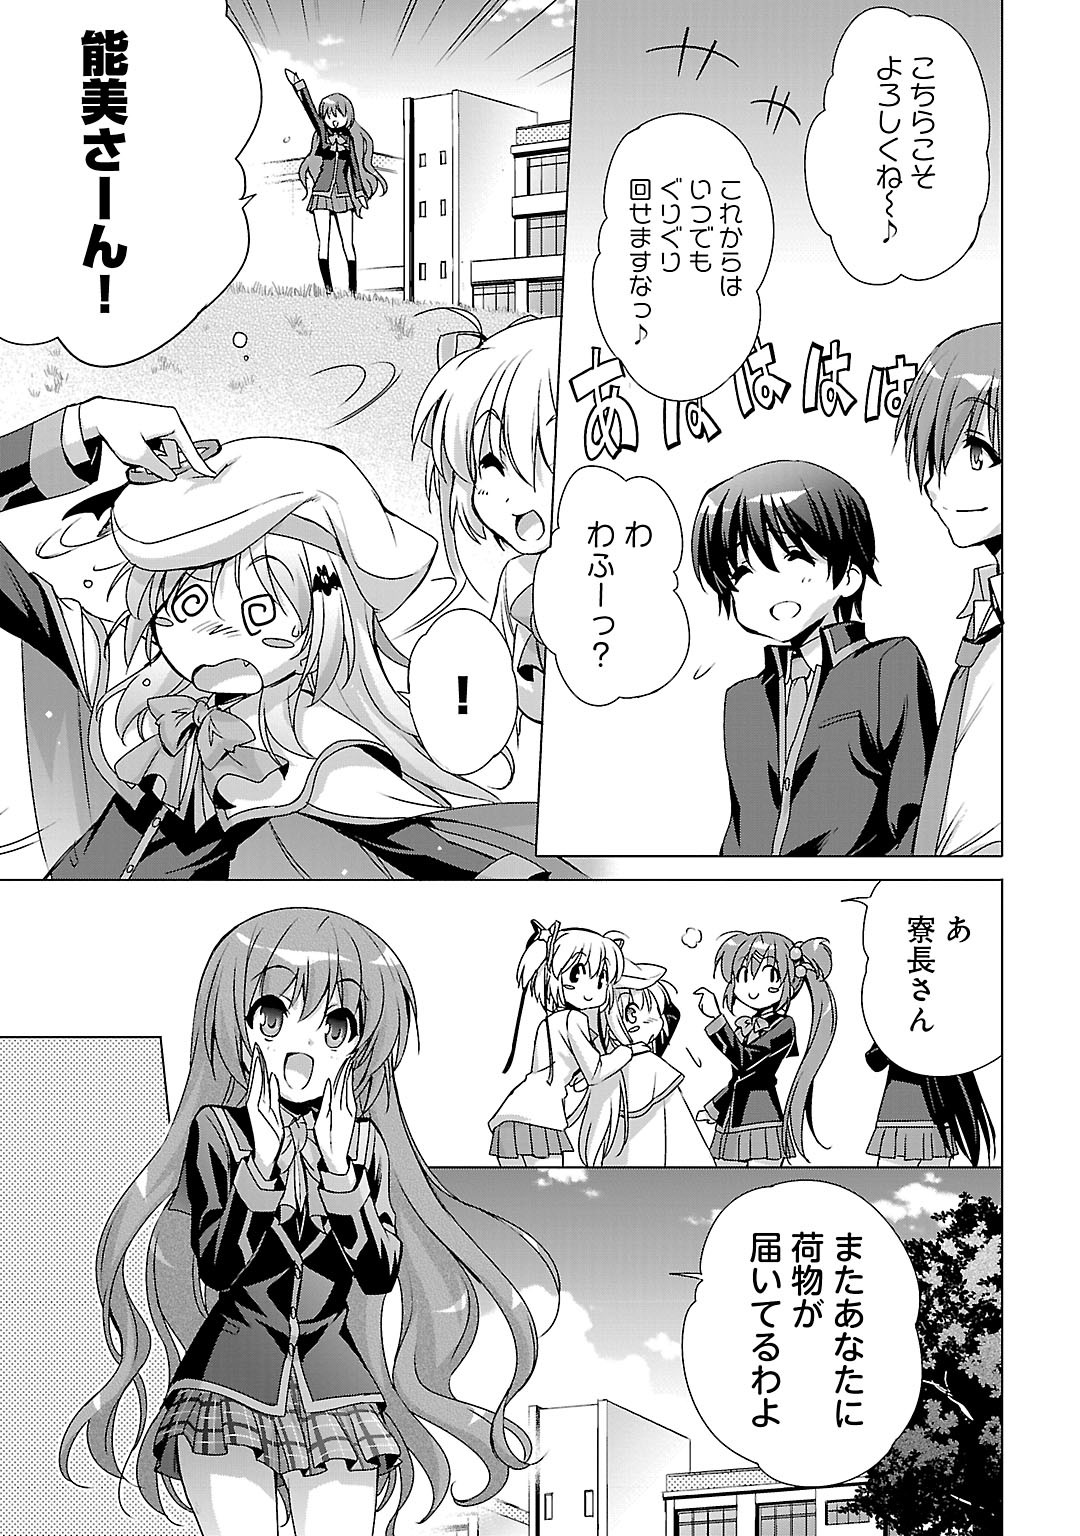 こちらこそ
よろしくね〜♪
これからは
いつでも
ぐりぐり
回せますなっ♪
あははははは
わ
わふーっ？
能美さーん！
！
あ
寮長さん
またあなたに
荷物が
届いてるわよ